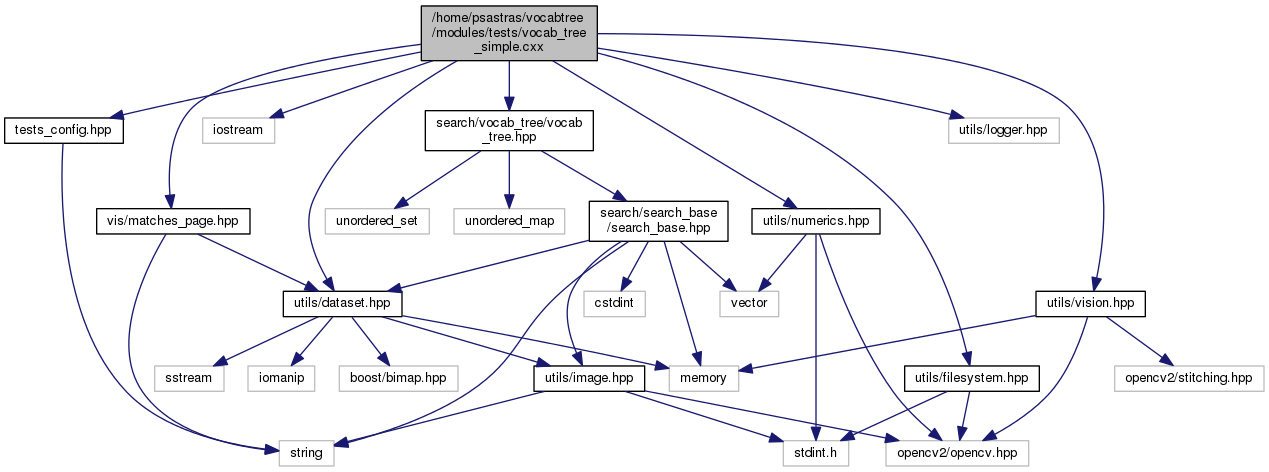 /home/psastras/vocabtree
/modules/tests/vocab_tree
_simple.cxx
tests_config.hpp
iostream
search/vocab_tree/vocab
_tree.hpp
utils/logger.hpp
vis/matches_page.hpp
unordered_set
unordered_map
search/search_base
/search_base.hpp
utils/numerics.hpp
utils/dataset.hpp
cstdint
vector
utils/vision.hpp
sstream
iomanip
boost/bimap.hpp
utils/image.hpp
memory
utils/filesystem.hpp
opencv2/stitching.hpp
string
stdint.h
opencv2/opencv.hpp